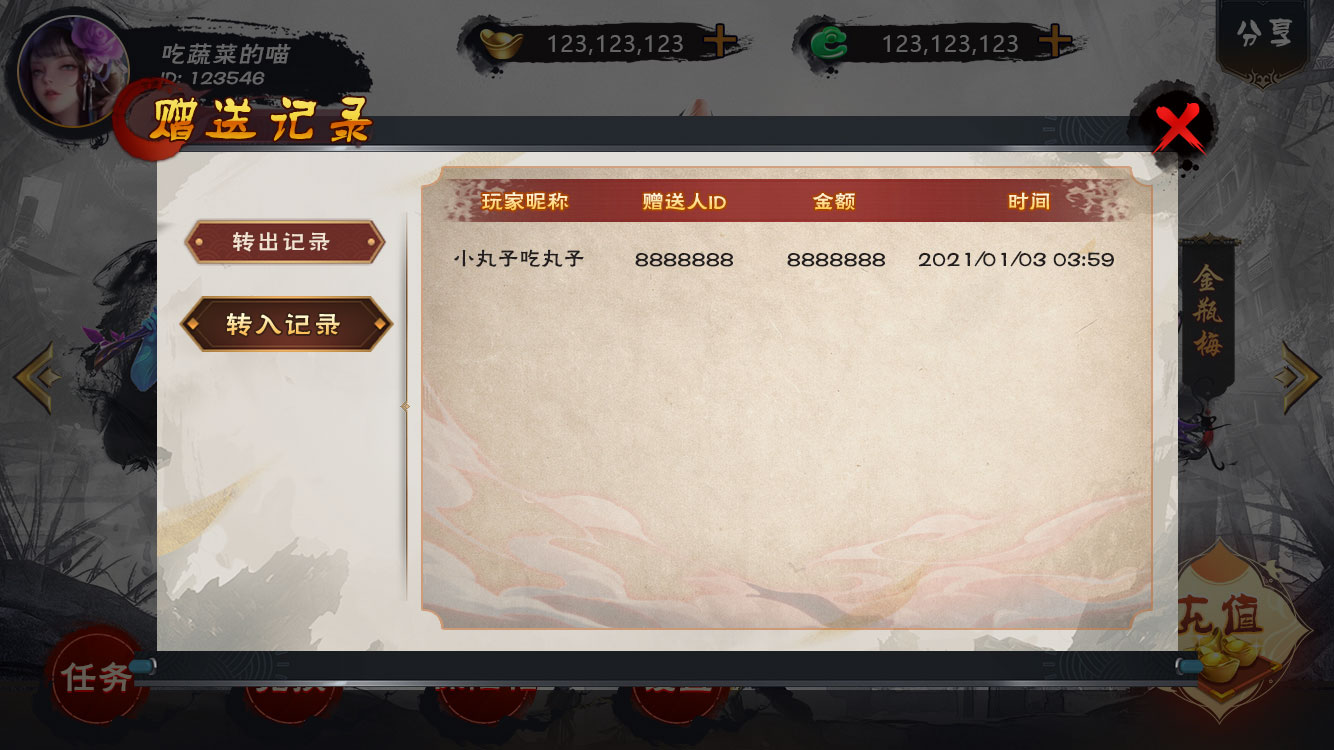 吃蔬菜的喵
ID: 123546
123,123,123
123,123,123
分享
赠送记录
玩家昵称 赠送人ID 金额 时间
转出记录
小丸子吃丸子 8888888 8888888 2021/01/03 03:59
转入记录
金瓶梅
充值
任务